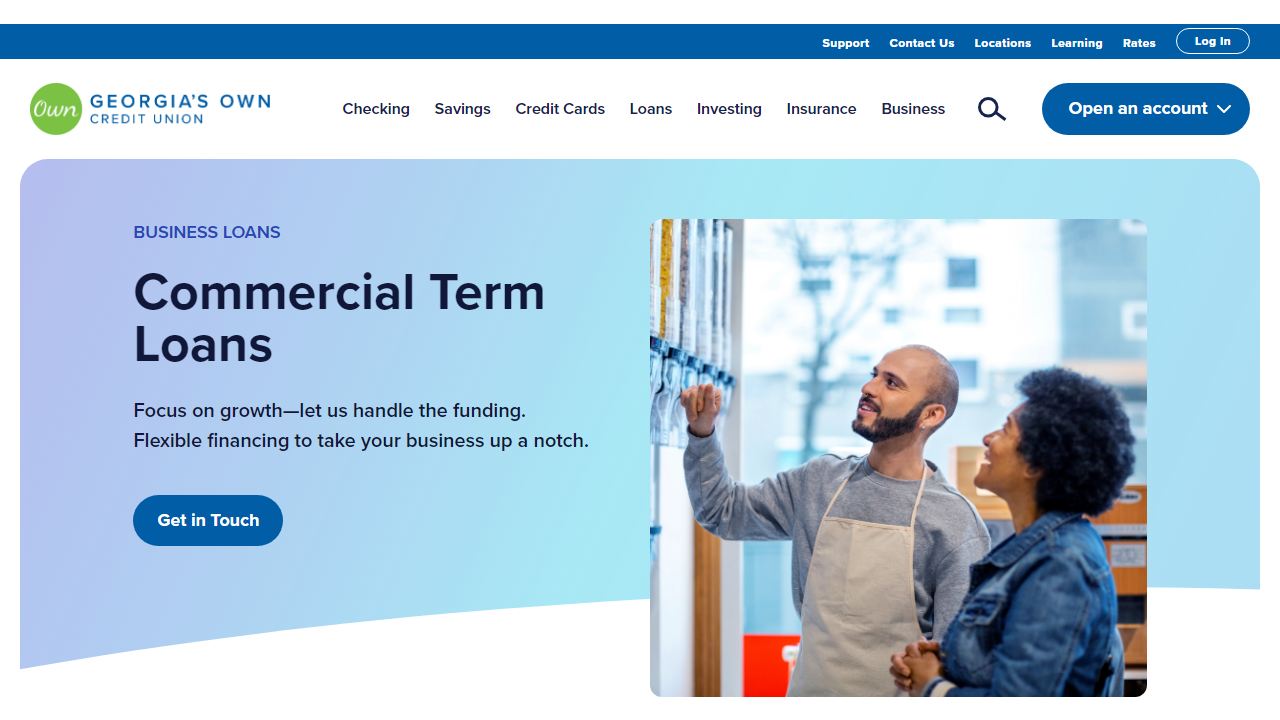 Support Contact Us Locations Learning Rates Log In
Own GEORGIA'S OWN
CREDIT UNION
Checking Savings Credit Cards Loans Investing Insurance Business Open an account
BUSINESS LOANS
Commercial Term
Loans
Focus on growth—let us handle the funding.
Flexible financing to take your business up a notch.
Get in Touch